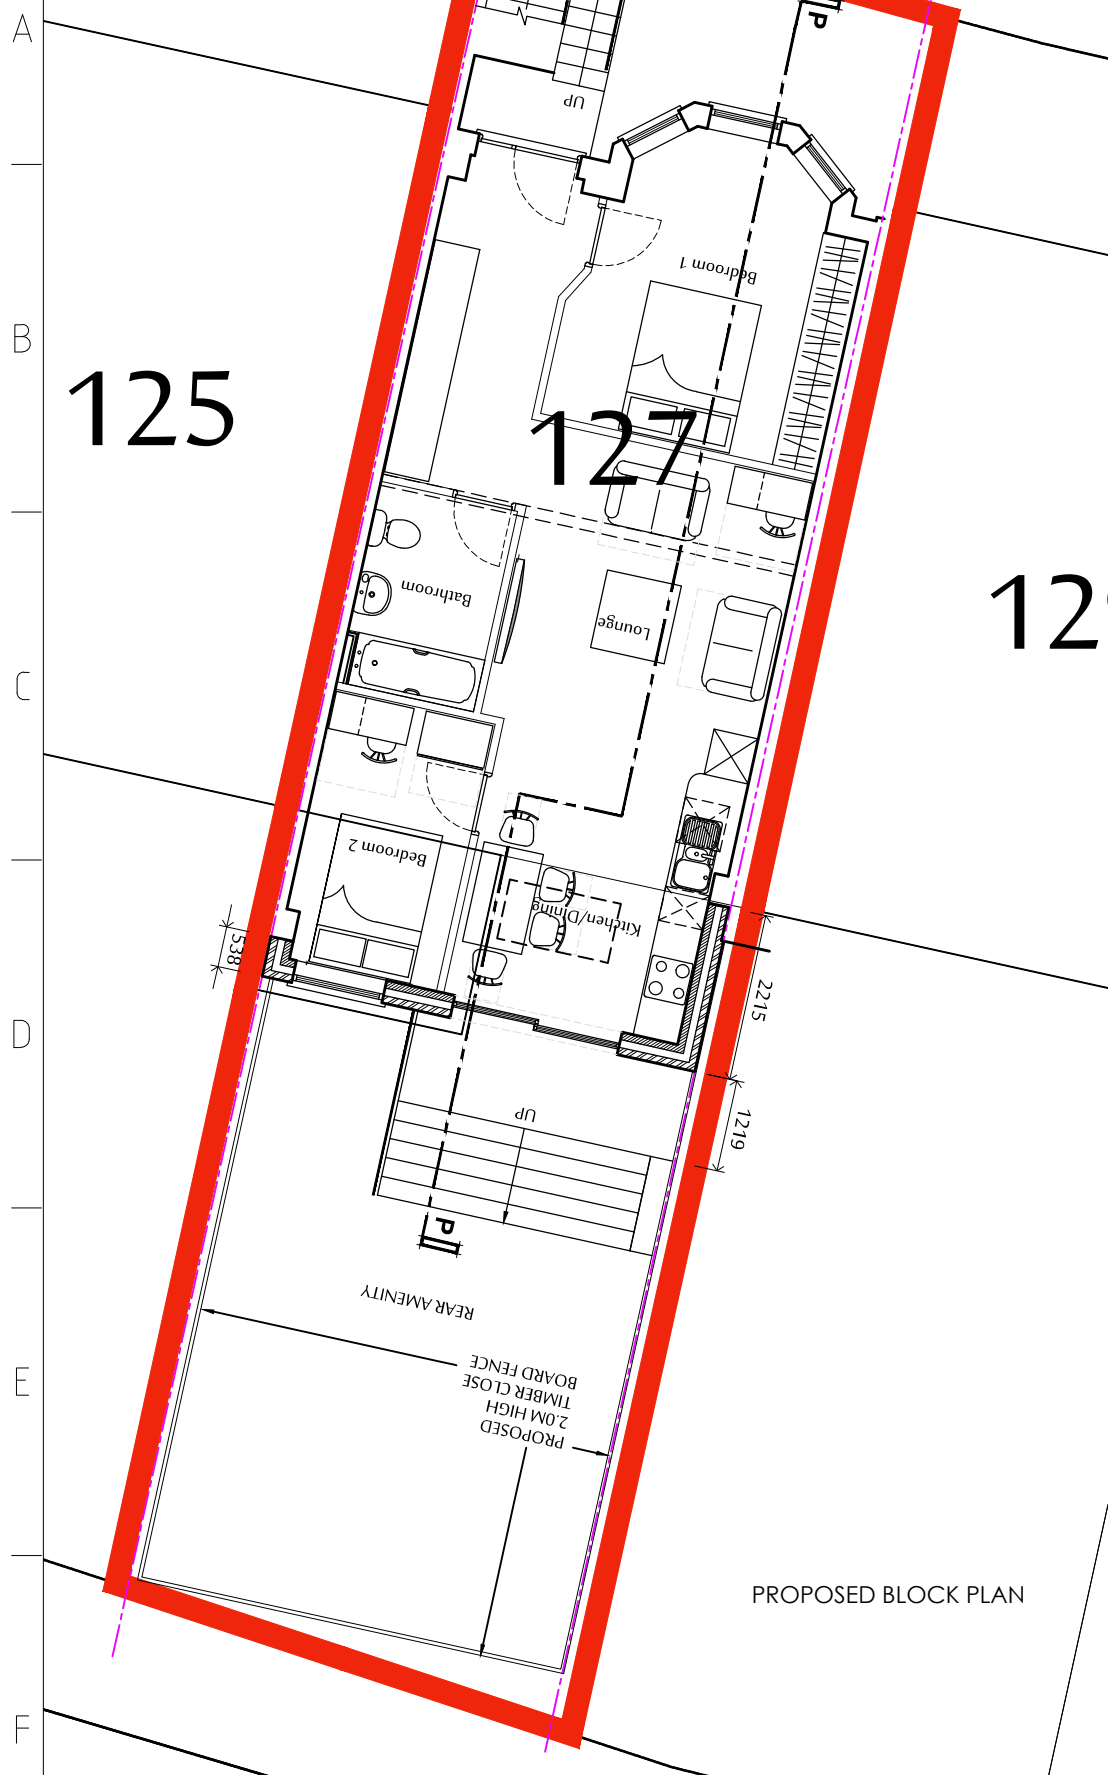 A
B
C
D
E
F
P
UP
Bedroom 1
125
127
Bathroom
Lounge
Bedroom 2
Kitchen/Dining
538
2215
1219
UP
P
REAR AMENITY
PROPOSED
2.0M HIGH
TIMBER CLOSE
BOARD FENCE
PROPOSED BLOCK PLAN